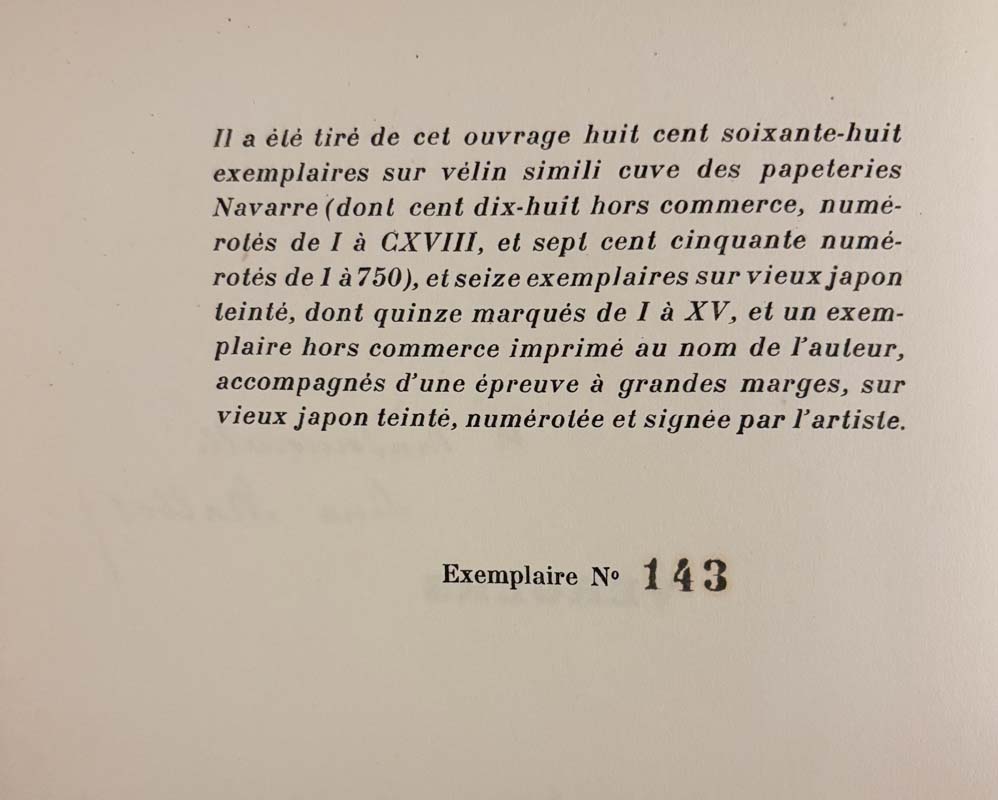 Il a été tiré de cet ouvrage huit cent soixante-huit
exemplaires sur vélin simili cuve des papeteries
Navarre (dont cent dix-huit hors commerce, numé-
rotés de I à CXVIII, et sept cent cinquante numé-
rotés de 1 à 750), et seize exemplaires sur vieux japon
teinté, dont quinze marqués de I à XV, et un exem-
plaire hors commerce imprimé au nom de l'auteur,
accompagnés d'une épreuve à grandes marges, sur
vieux japon teinté, numérotée et signée par l'artiste.
Exemplaire Nº 143